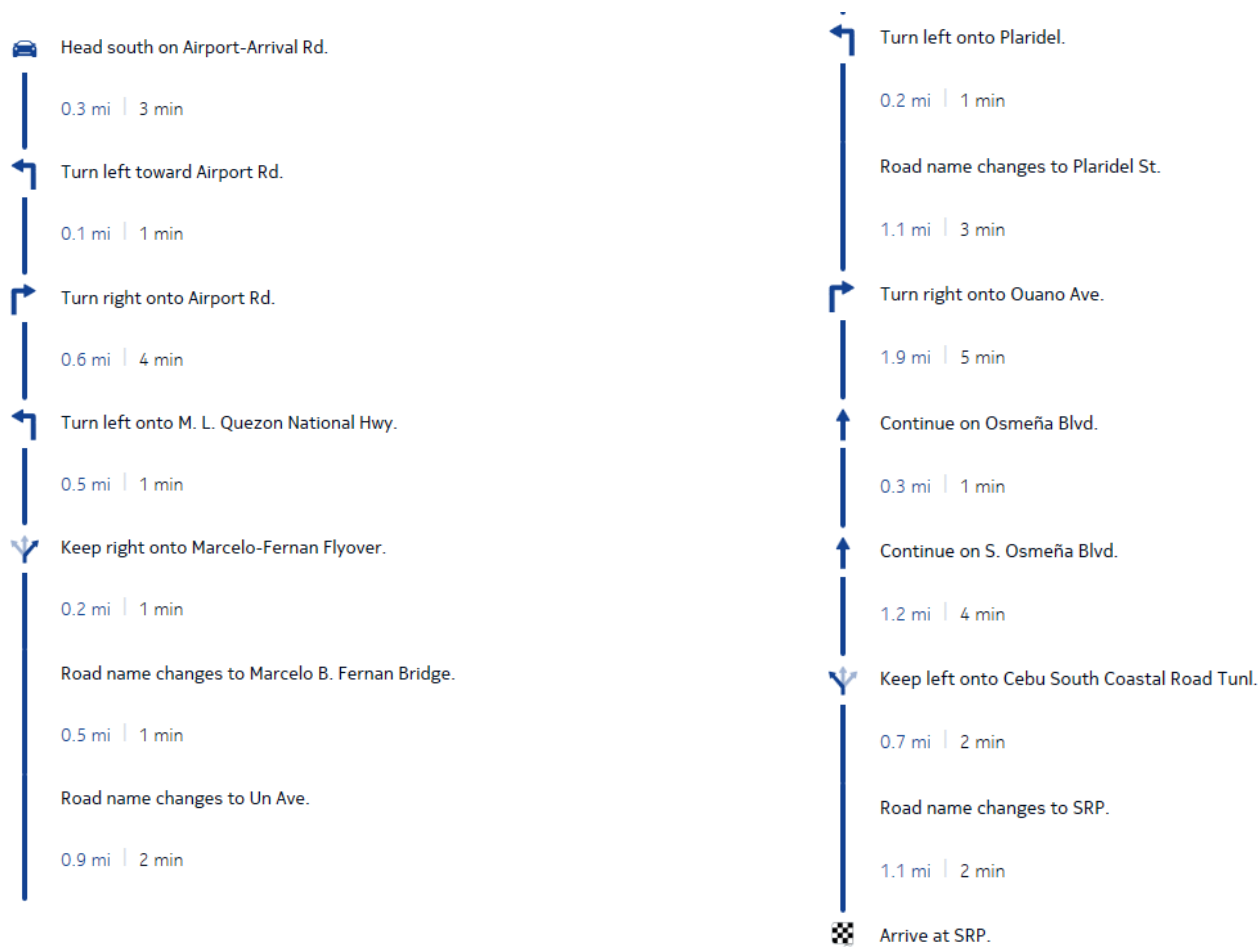 Head south on Airport-Arrival Rd.
0.3 mi | 3 min
Turn left toward Airport Rd.
0.1 mi | 1 min
Turn right onto Airport Rd.
0.6 mi | 4 min
Turn left onto M. L. Quezon National Hwy.
0.5 mi | 1 min
Keep right onto Marcelo-Fernan Flyover.
0.2 mi | 1 min
Road name changes to Marcelo B. Fernan Bridge.
0.5 mi | 1 min
Road name changes to Un Ave.
0.9 mi | 2 min
Turn left onto Plaridel.
0.2 mi | 1 min
Road name changes to Plaridel St.
1.1 mi | 3 min
Turn right onto Ouano Ave.
1.9 mi | 5 min
Continue on Osmeña Blvd.
0.3 mi | 1 min
Continue on S. Osmeña Blvd.
1.2 mi | 4 min
Keep left onto Cebu South Coastal Road Tunl.
0.7 mi | 2 min
Road name changes to SRP.
1.1 mi | 2 min
Arrive at SRP.